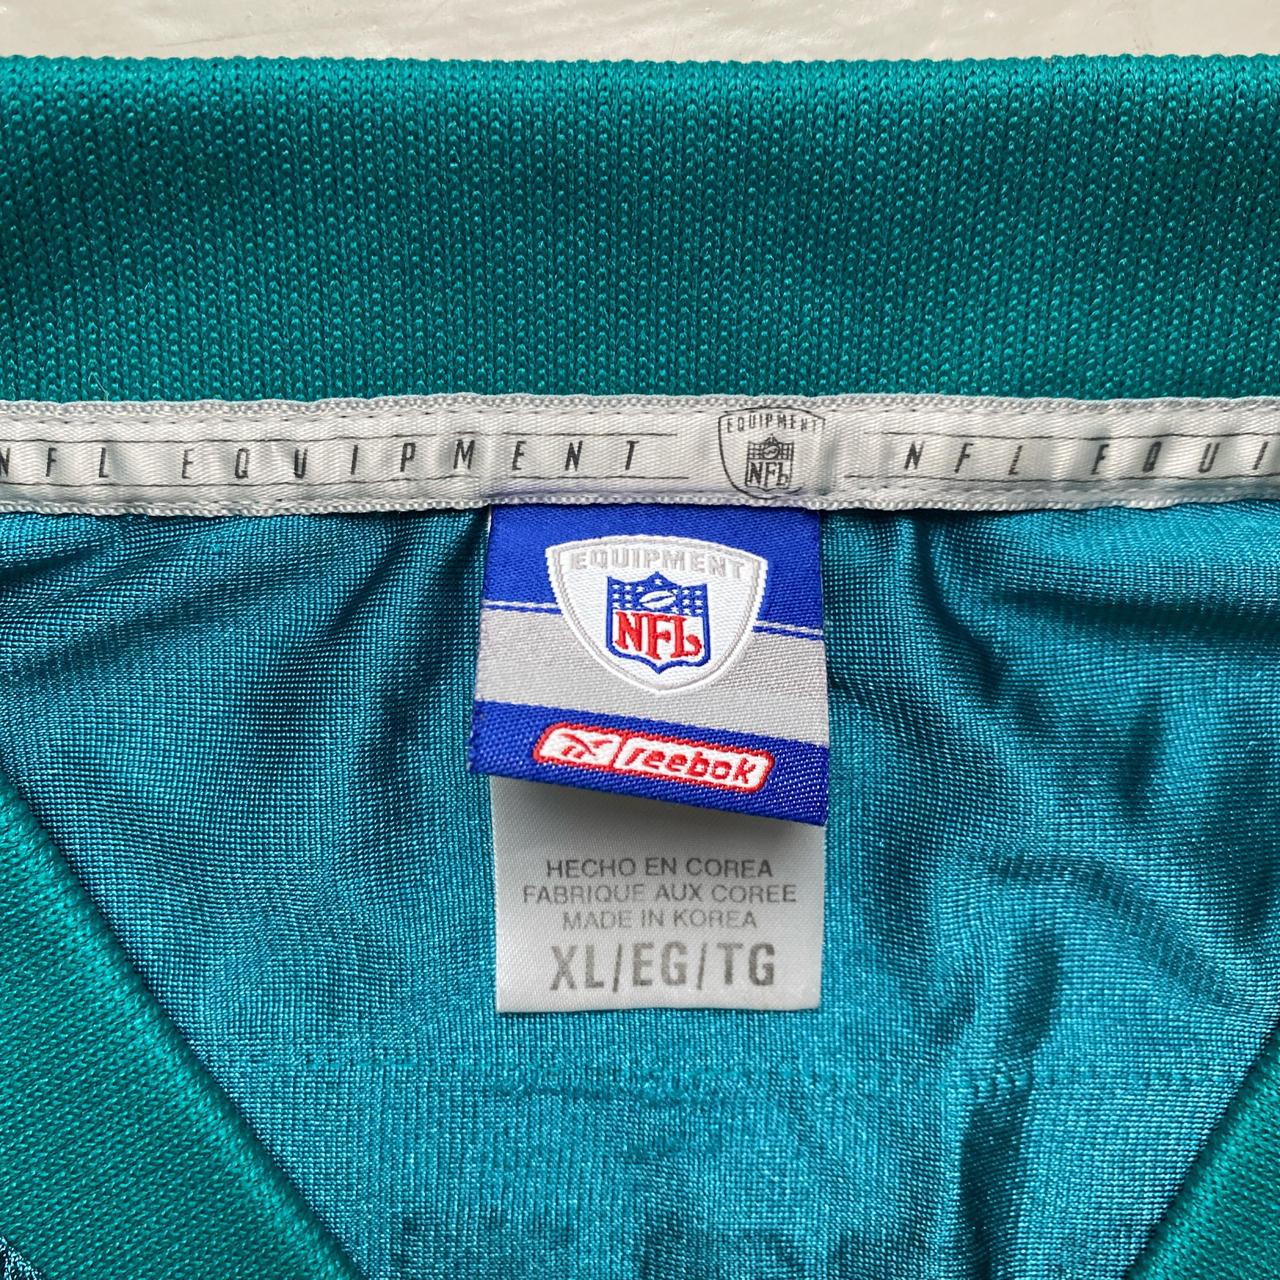 NFL EQUIPMENT EQUIPMENT NFL NFL EQUI
EQUIPMENT
NFL
reebok
HECHO EN COREA
FABRIQUE AUX COREE
MADE IN KOREA
XL/EG/TG